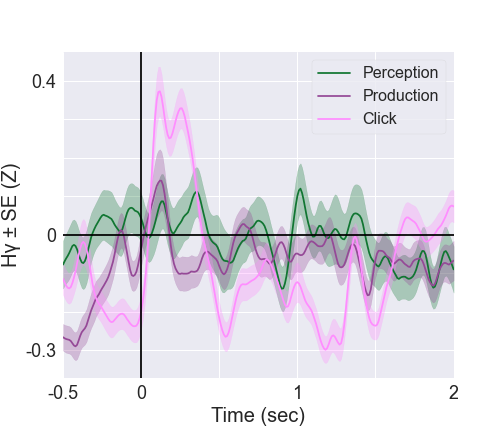 Perception
Production
Click
0.4
0
-0.3
Hγ ± SE (Z)
-0.5
0
1
2
Time (sec)